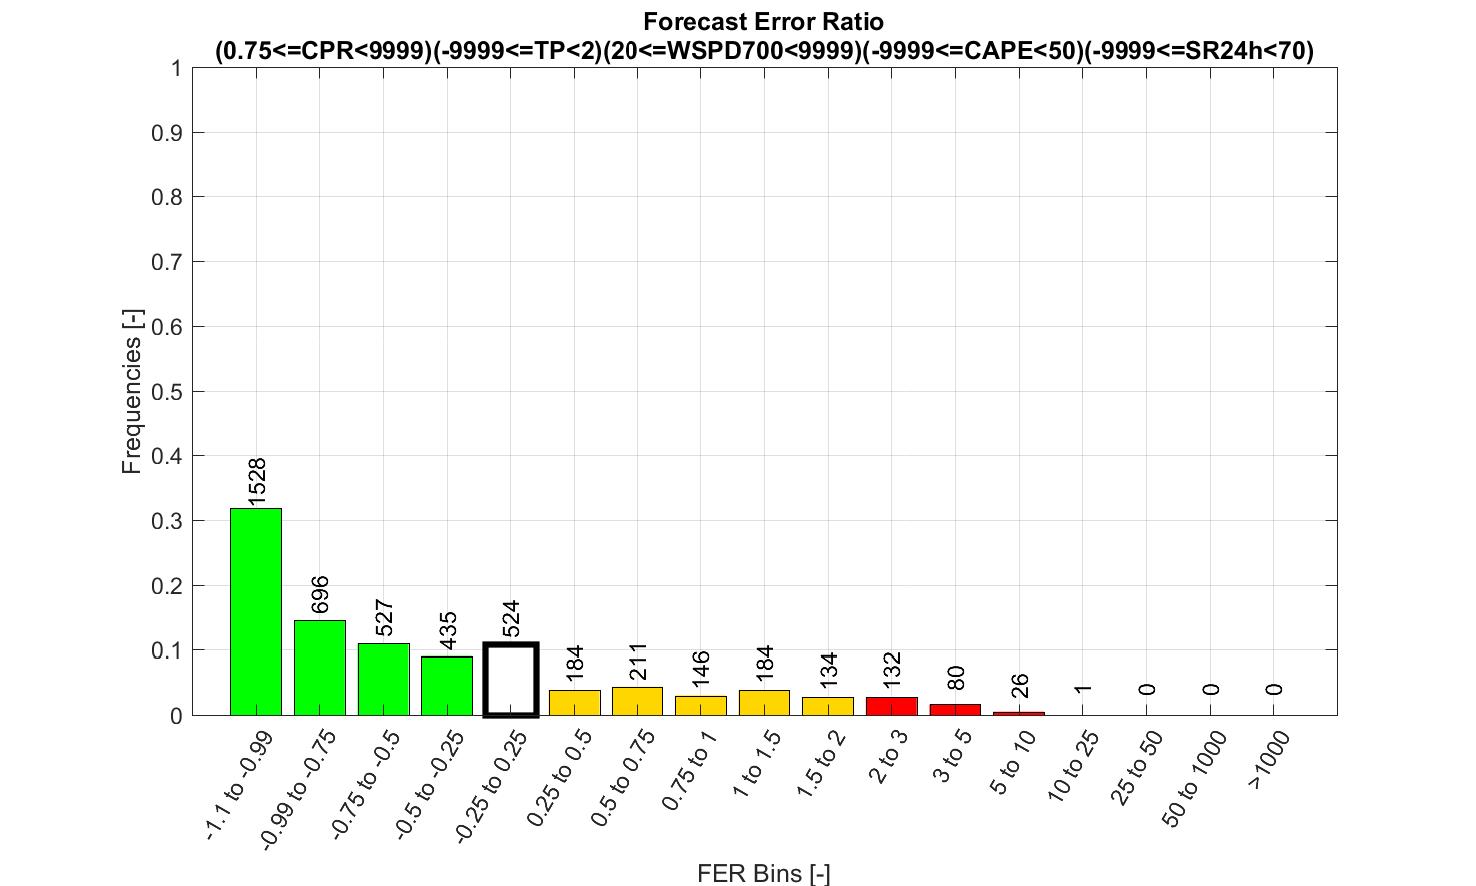 Forecast Error Ratio
(0.75<=CPR<9999)(-9999<=TP<2)(20<=WSPD700<9999)(-9999<=CAPE<50)(-9999<=SR24h<70)
1
0.9
0.8
0.7
0.6
0.5
0.4
0.3
0.2
0.1
0
Frequencies [-]
1528
696
527
435
524
184
211
146
184
134
132
80
26
1
0
0
0
-1.1 to -0.99
-0.99 to -0.75
-0.75 to -0.5
-0.5 to -0.25
-0.25 to 0.25
0.25 to 0.5
0.5 to 0.75
0.75 to 1
1 to 1.5
1.5 to 2
2 to 3
3 to 5
5 to 10
10 to 25
25 to 50
50 to 1000
>1000
FER Bins [-]